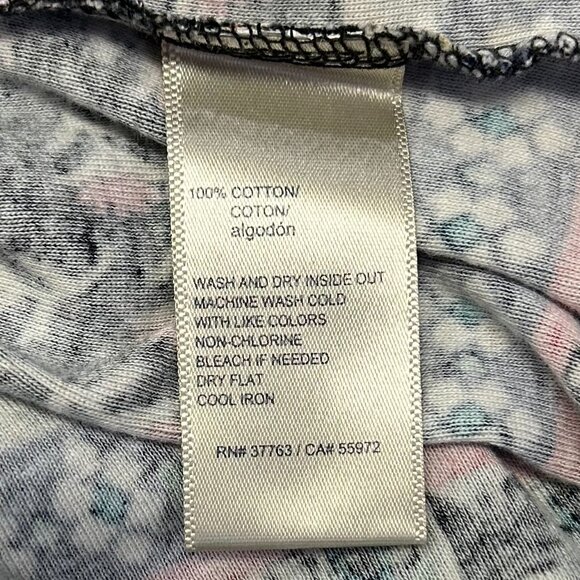 100% COTTON/
COTON/
algodón
WASH AND DRY INSIDE OUT
MACHINE WASH COLD
WITH LIKE COLORS
NON-CHLORINE
BLEACH IF NEEDED
DRY FLAT
COOL IRON
RN# 37763 / CA# 55972